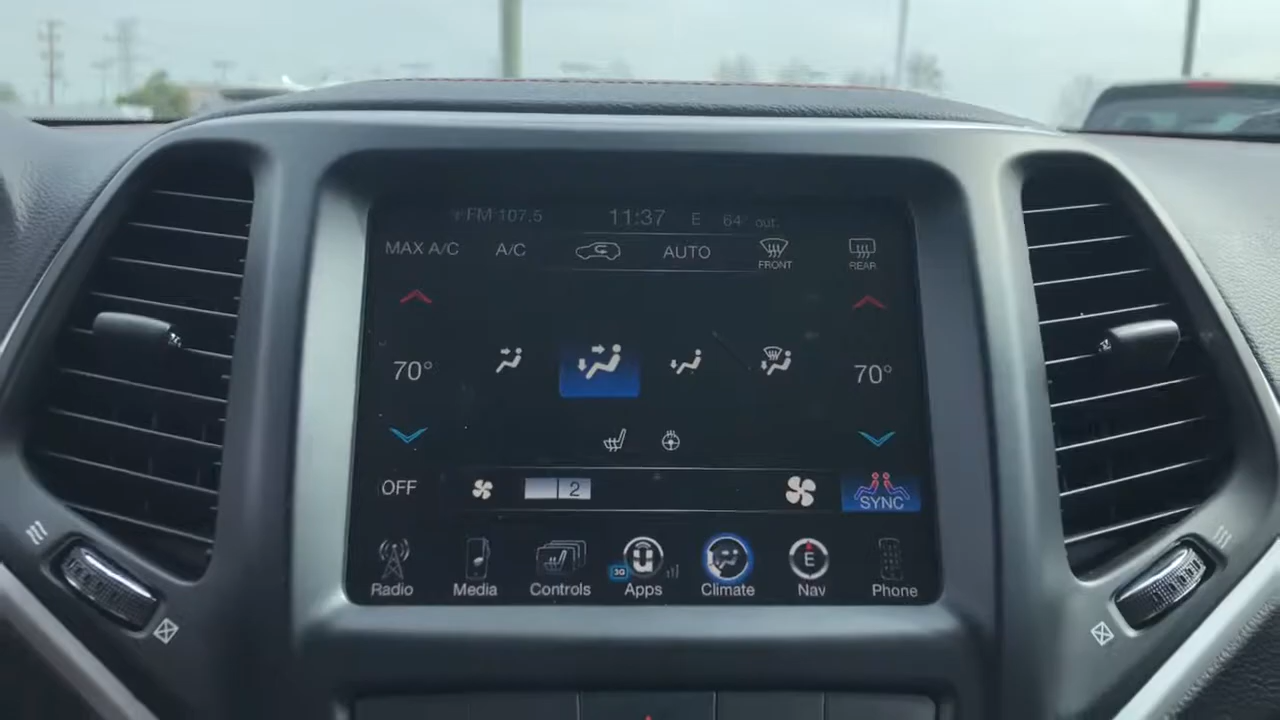 FM 107.5 11:37 E 64° out.
MAX A/C A/C AUTO FRONT REAR
70° 70°
OFF 2 SYNC
3G E
Radio Media Controls Apps Climate Nav Phone